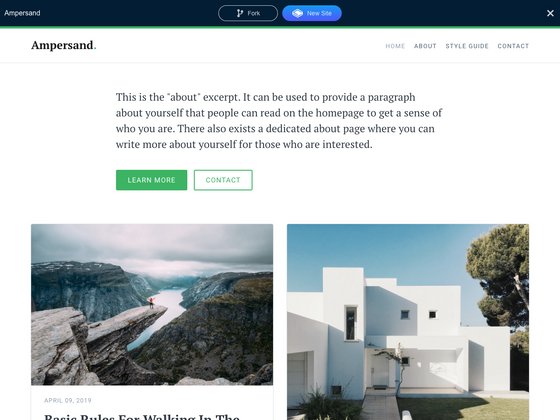 Ampersand
Fork
New Site
Ampersand.
HOME ABOUT STYLE GUIDE CONTACT
This is the "about" excerpt. It can be used to provide a paragraph
about yourself that people can read on the homepage to get a sense of
who you are. There also exists a dedicated about page where you can
write more about yourself for those who are interested.
LEARN MORE
CONTACT
APRIL 09, 2019
Basic Rules For Walking In The